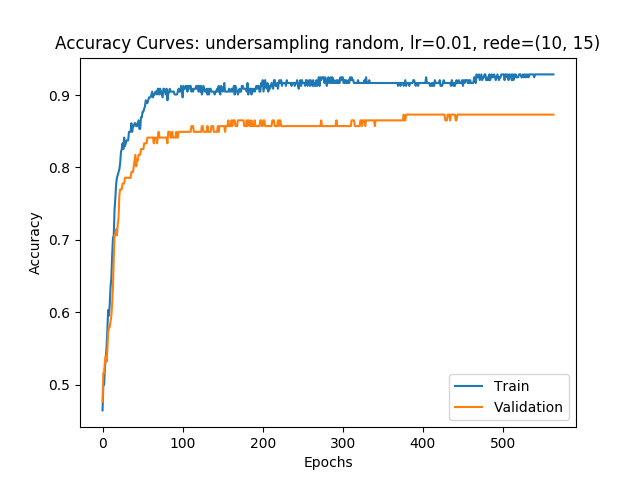 Accuracy Curves: undersampling random, lr=0.01, rede=(10, 15)
Accuracy
0.9
0.8
0.7
0.6
0.5
0
100
200
300
400
500
Epochs
Train
Validation